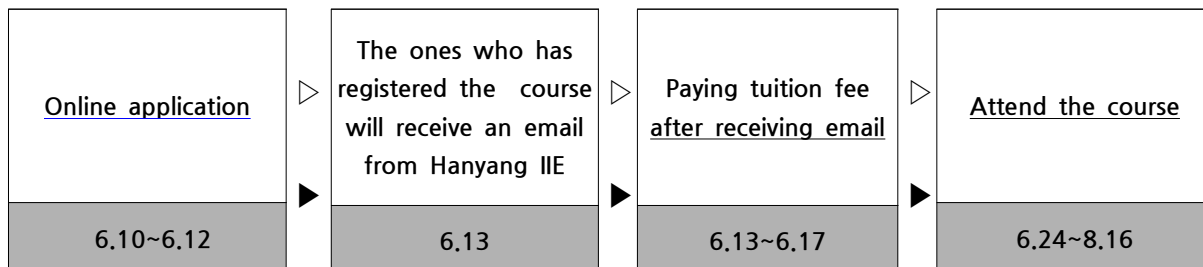 Online application
The ones who has
registered the course
will receive an email
from Hanyang IIE
Paying tuition fee
after receiving email
Attend the course
6.10~6.12
6.13
6.13~6.17
6.24~8.16